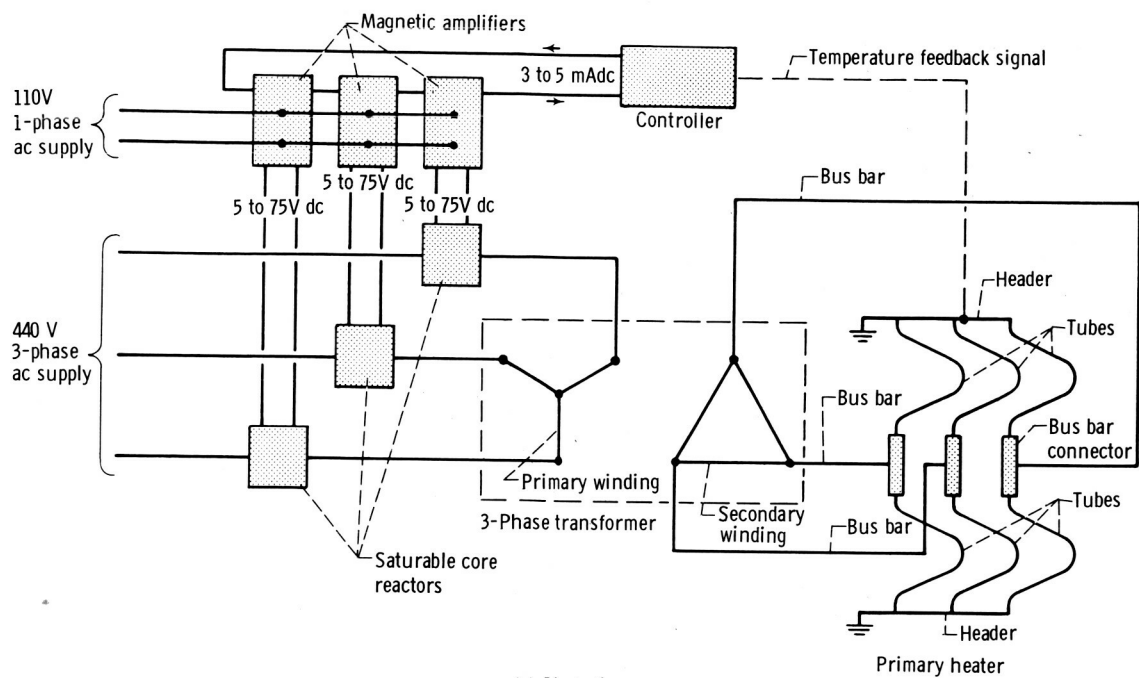 Magnetic amplifiers
3 to 5 mAdc
Controller
Temperature feedback signal
110V
1-phase
ac supply
5 to 75V dc
5 to 75V dc
5 to 75V dc
Bus bar
Header
Tubes
440 V
3-phase
ac supply
Bus bar
Bus bar
connector
Primary winding
3-Phase transformer
Secondary
winding
Bus bar
Tubes
Saturable core
reactors
Header
Primary heater